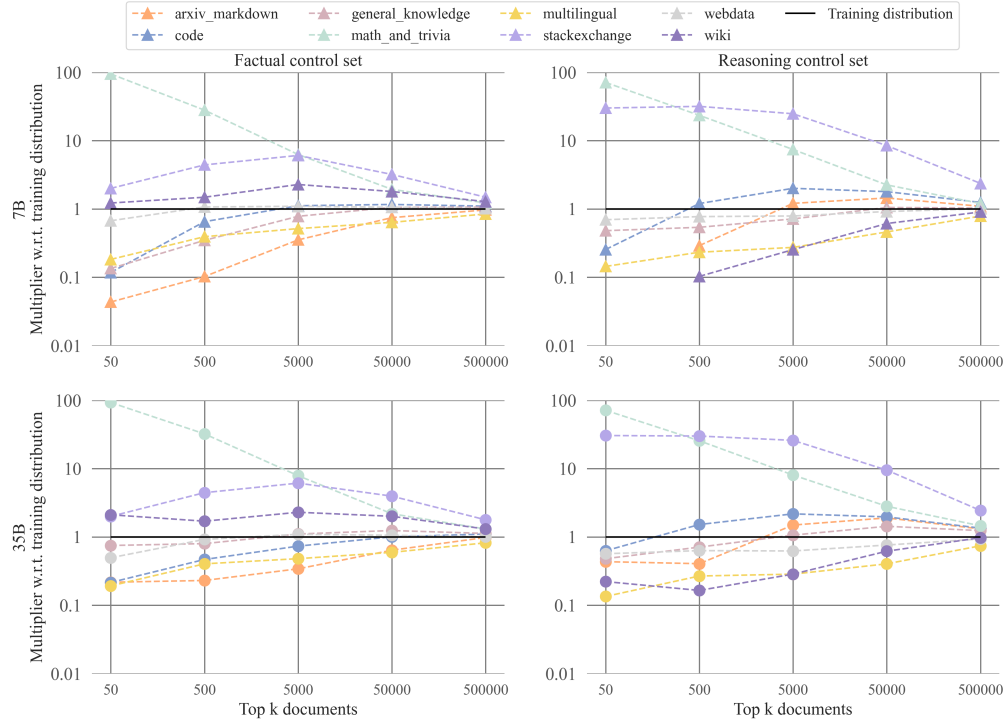 arxiv_markdown general_knowledge multilingual webdata Training distribution
code math_and_trivia stackexchange wiki
Factual control set Reasoning control set
7B
Multiplier w.r.t. training distribution
100 100
10 10
1 1
0.1 0.1
0.01 0.01
50 500 5000 50000 500000 50 500 5000 50000 500000
35B
Multiplier w.r.t. training distribution
100 100
10 10
1 1
0.1 0.1
0.01 0.01
50 500 5000 50000 500000 50 500 5000 50000 500000
Top k documents Top k documents